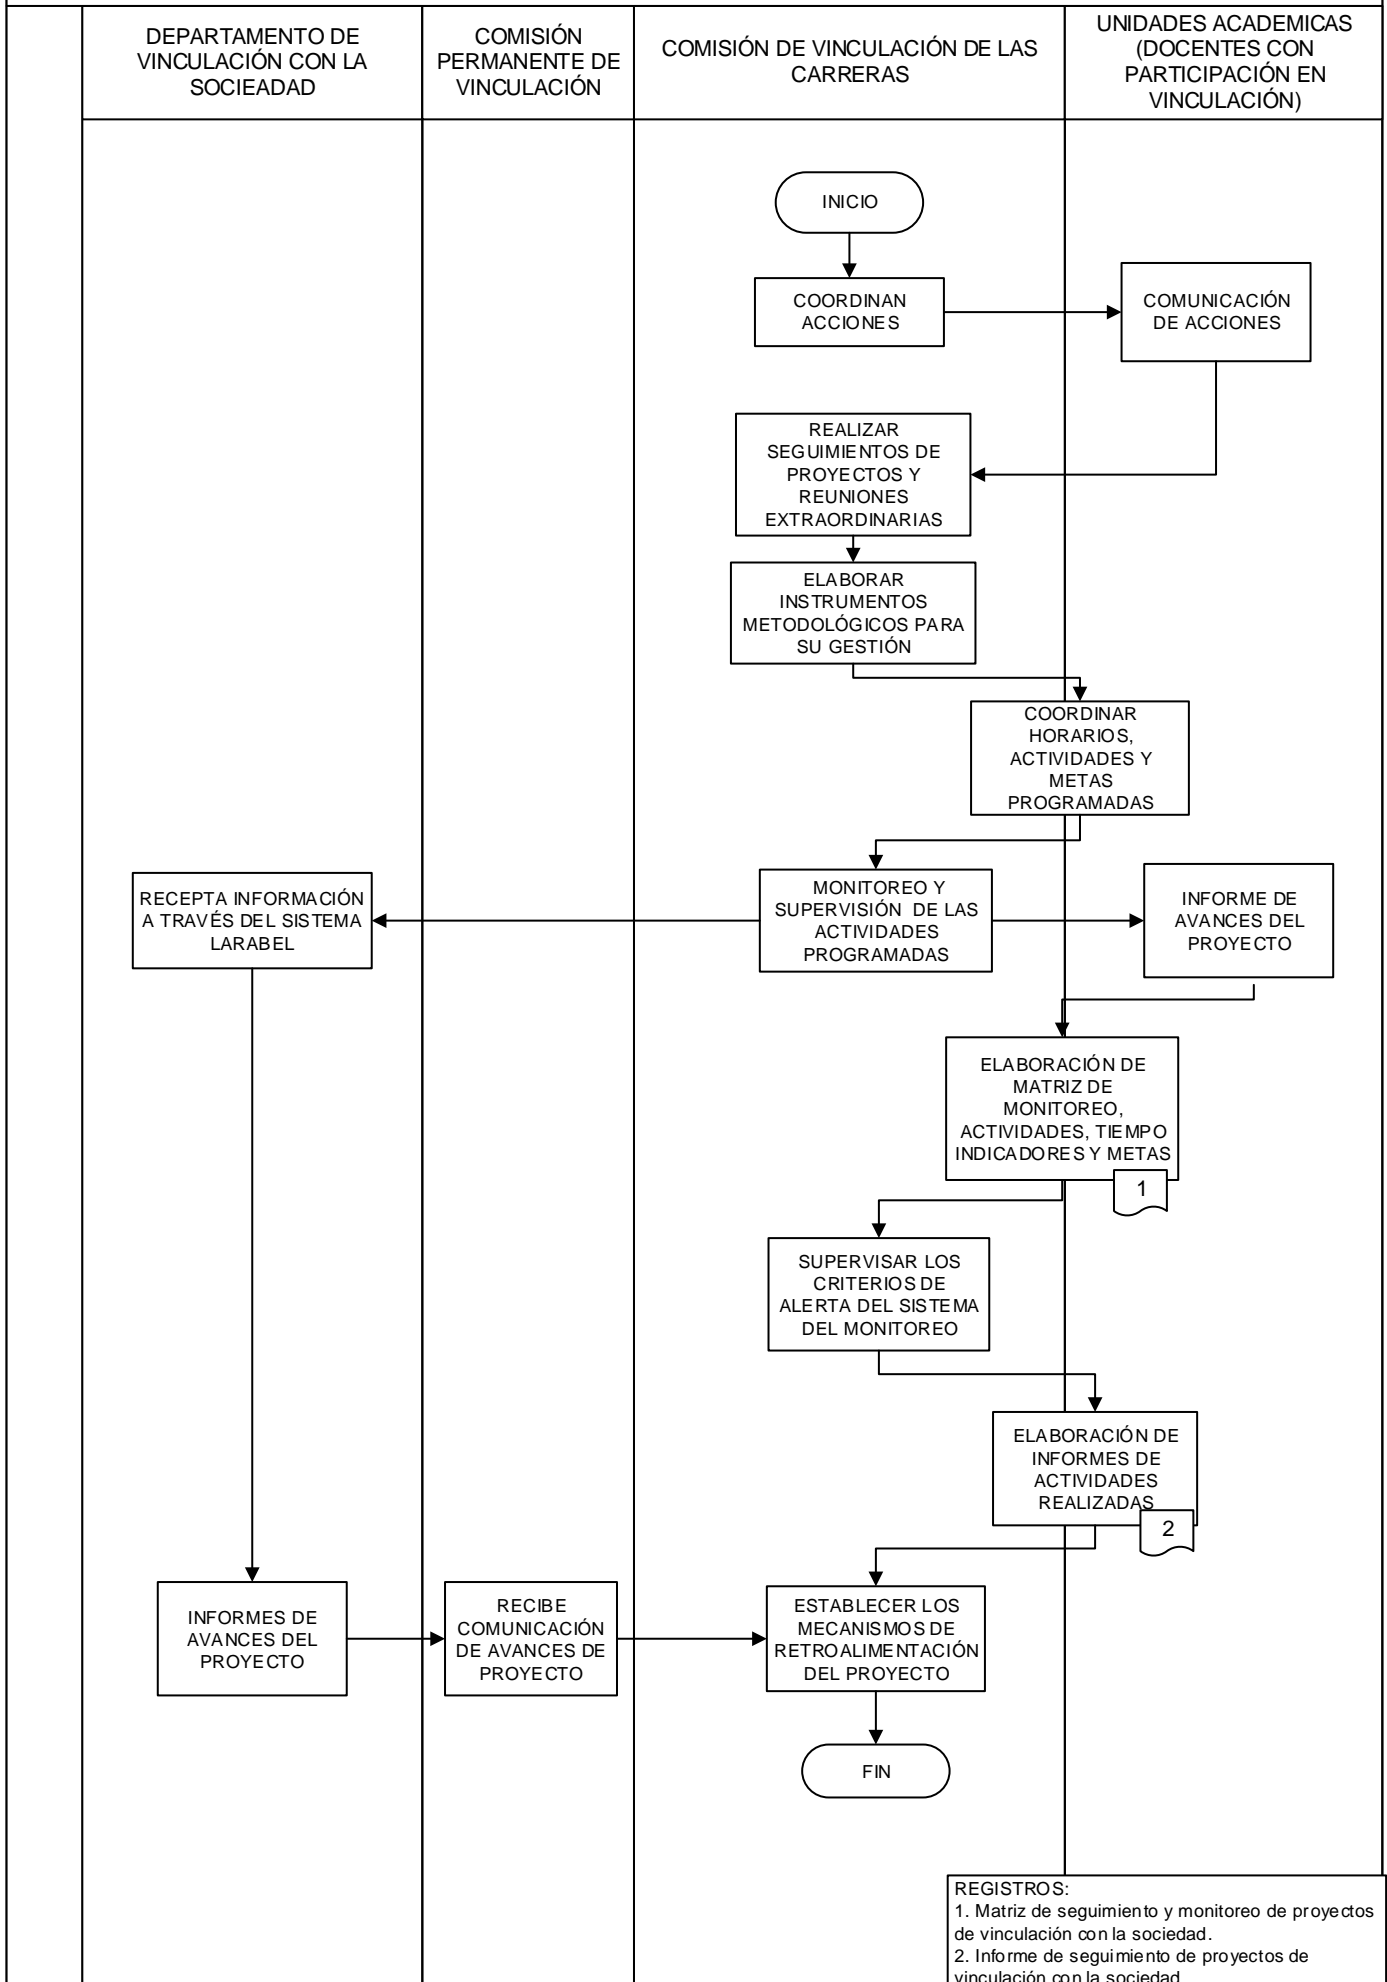 DEPARTAMENTO DE
VINCULACIÓN CON LA
SOCIEADAD
COMISIÓN
PERMANENTE DE
VINCULACIÓN
COMISIÓN DE VINCULACIÓN DE LAS
CARRERAS
UNIDADES ACADEMICAS
(DOCENTES CON
PARTICIPACIÓN EN
VINCULACIÓN)
INICIO
COORDINAN
ACCIONES
COMUNICACIÓN
DE ACCIONES
REALIZAR
SEGUIMIENTOS DE
PROYECTOS Y
REUNIONES
EXTRAORDINARIAS
ELABORAR
INSTRUMENTOS
METODOLÓGICOS PARA
SU GESTIÓN
COORDINAR
HORARIOS,
ACTIVIDADES Y
METAS
PROGRAMADAS
RECEPTA INFORMACIÓN
A TRAVÉS DEL SISTEMA
LARABEL
MONITOREO Y
SUPERVISIÓN DE LAS
ACTIVIDADES
PROGRAMADAS
INFORME DE
AVANCES DEL
PROYECTO
ELABORACIÓN DE
MATRIZ DE
MONITOREO,
ACTIVIDADES, TIEMPO
INDICADORES Y METAS
1
SUPERVISAR LOS
CRITERIOS DE
ALERTA DEL SISTEMA
DEL MONITOREO
ELABORACIÓN DE
INFORMES DE
ACTIVIDADES
REALIZADAS
2
INFORMES DE
AVANCES DEL
PROYECTO
RECIBE
COMUNICACIÓN
DE AVANCES DE
PROYECTO
ESTABLECER LOS
MECANISMOS DE
RETROALIMENTACIÓN
DEL PROYECTO
FIN
REGISTROS:
1. Matriz de seguimiento y monitoreo de proyectos
de vinculación con la sociedad.
2. Informe de seguimiento de proyectos de
vinculación con la sociedad